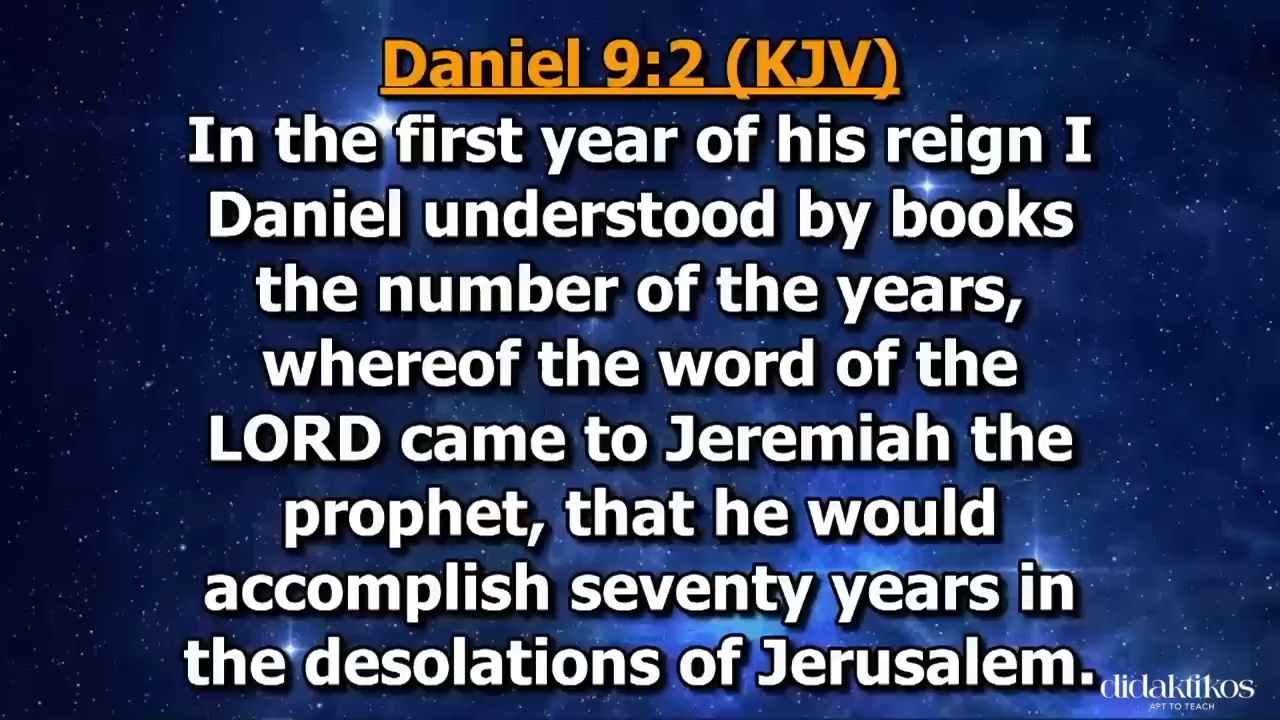 Daniel 9:2 (KJV)
In the first year of his reign I
Daniel understood by books
the number of the years,
whereof the word of the
LORD came to Jeremiah the
prophet, that he would
accomplish seventy years in
the desolations of Jerusalem.
didaktikos
APT TO TEACH